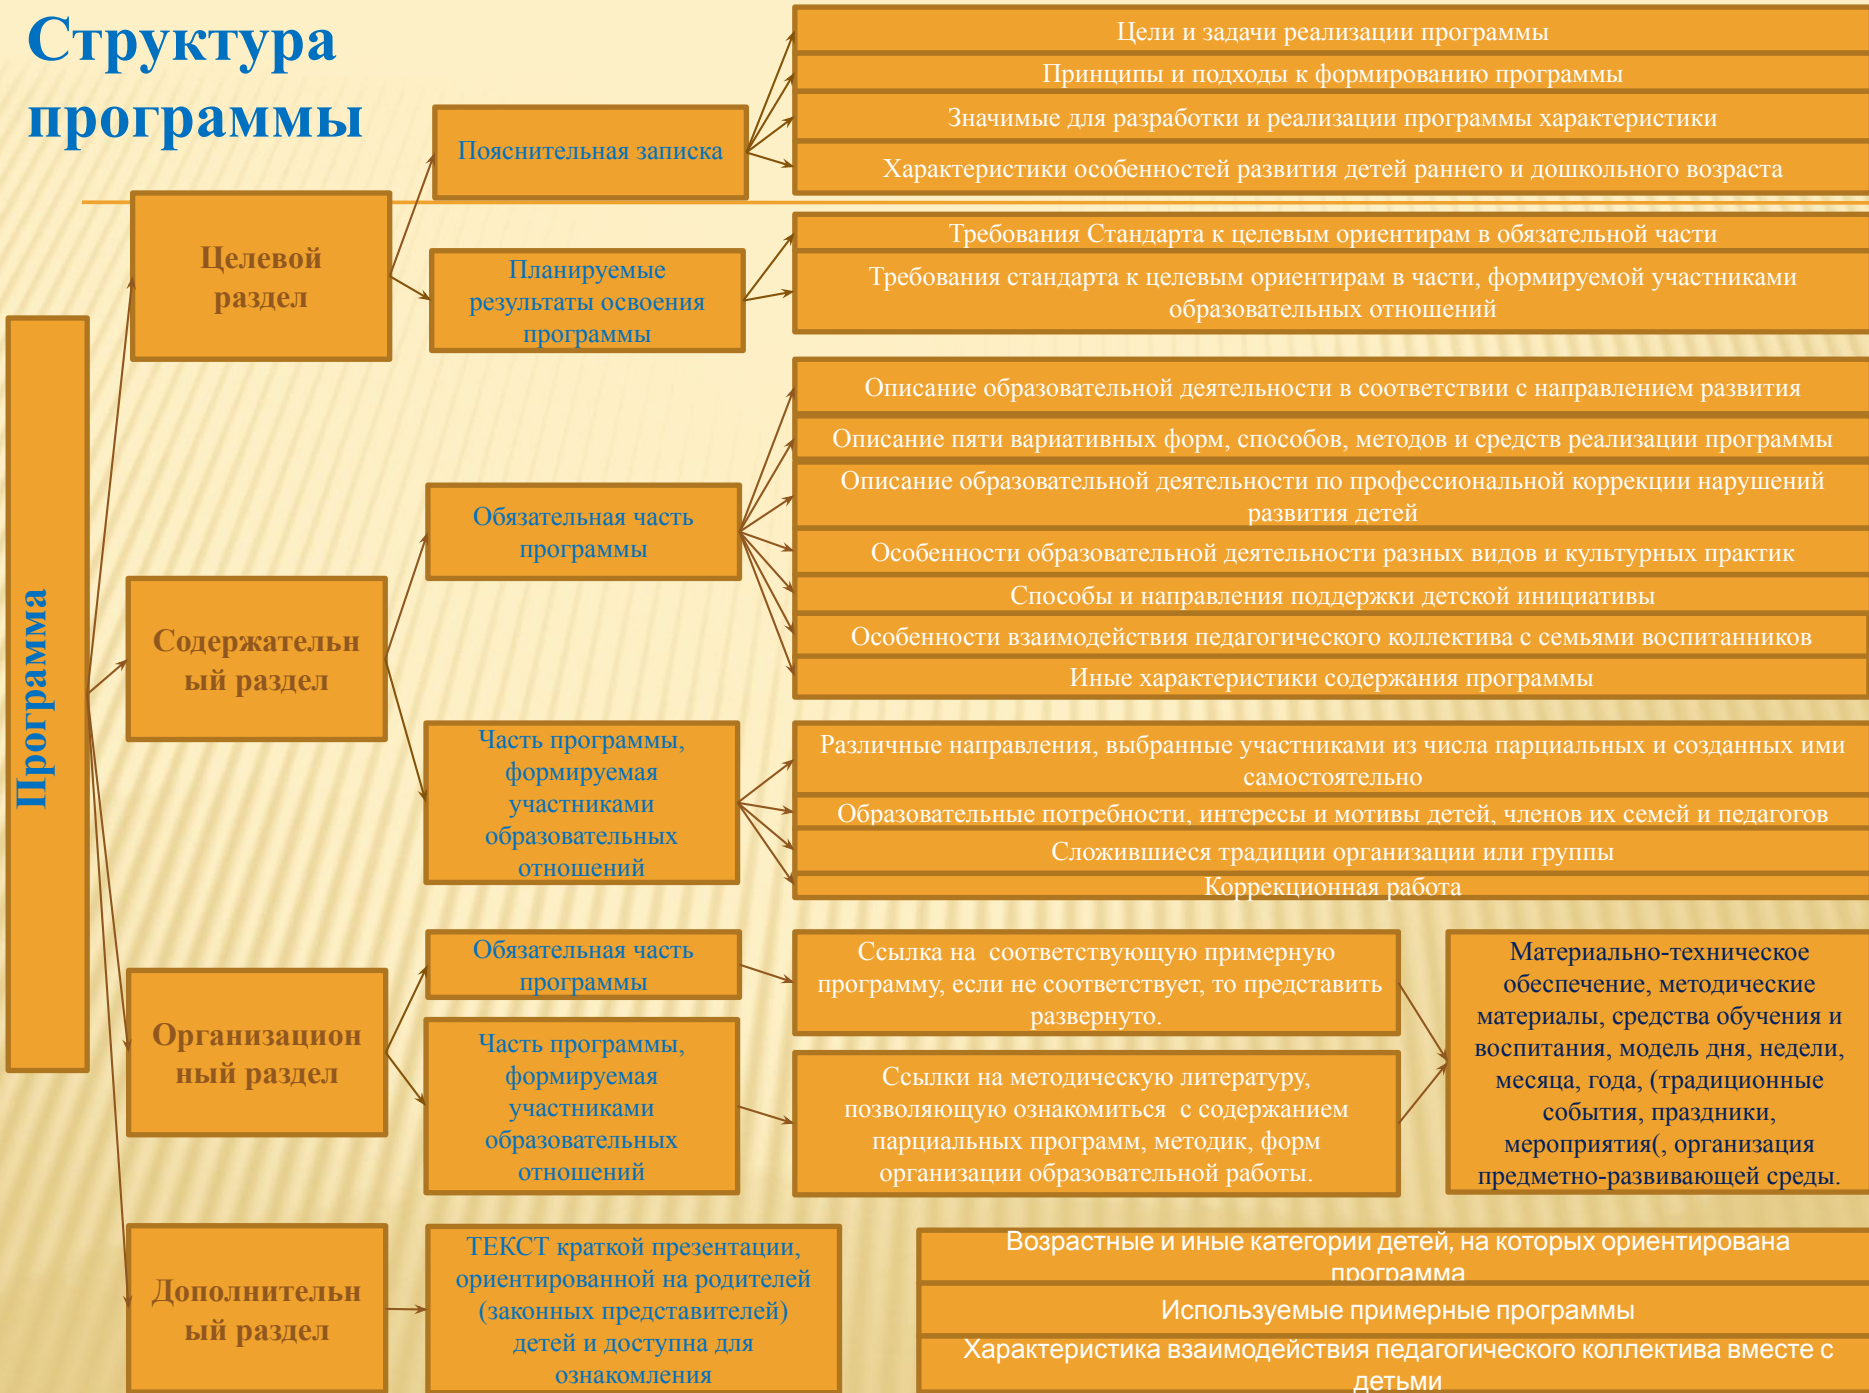 Структура
программы
Программа
Целевой
раздел
Пояснительная записка
Цели и задачи реализации программы
Принципы и подходы к формированию программы
Значимые для разработки и реализации программы характеристики
Характеристики особенностей развития детей раннего и дошкольного возраста
Планируемые
результаты освоения
программы
Требования Стандарта к целевым ориентирам в обязательной части
Требования стандарта к целевым ориентирам в части, формируемой участниками
образовательных отношений
Содержательн
ый раздел
Обязательная часть
программы
Описание образовательной деятельности в соответствии с направлением развития
Описание пяти вариативных форм, способов, методов и средств реализации программы
Описание образовательной деятельности по профессиональной коррекции нарушений
развития детей
Особенности образовательной деятельности разных видов и культурных практик
Способы и направления поддержки детской инициативы
Особенности взаимодействия педагогического коллектива с семьями воспитанников
Иные характеристики содержания программы
Часть программы,
формируемая
участниками
образовательных
отношений
Различные направления, выбранные участниками из числа парциальных и созданных ими
самостоятельно
Образовательные потребности, интересы и мотивы детей, членов их семей и педагогов
Сложившиеся традиции организации или группы
Коррекционная работа
Организацион
ный раздел
Обязательная часть
программы
Ссылка на  соответствующую примерную
программу, если не соответствует, то представить
развернуто.
Часть программы,
формируемая
участниками
образовательных
отношений
Ссылки на методическую литературу,
позволяющую ознакомиться  с содержанием
парциальных программ, методик, форм
организации образовательной работы.
Материально-техническое
обеспечение, методические
материалы, средства обучения и
воспитания, модель дня, недели,
месяца, года, (традиционные
события, праздники,
мероприятия(, организация
предметно-развивающей среды.
Дополнительн
ый раздел
ТЕКСТ краткой презентации,
ориентированной на родителей
(законных представителей)
детей и доступна для
ознакомления
Возрастные и иные категории детей, на которых ориентирована
программа
Используемые примерные программы
Характеристика взаимодействия педагогического коллектива вместе с
детьми